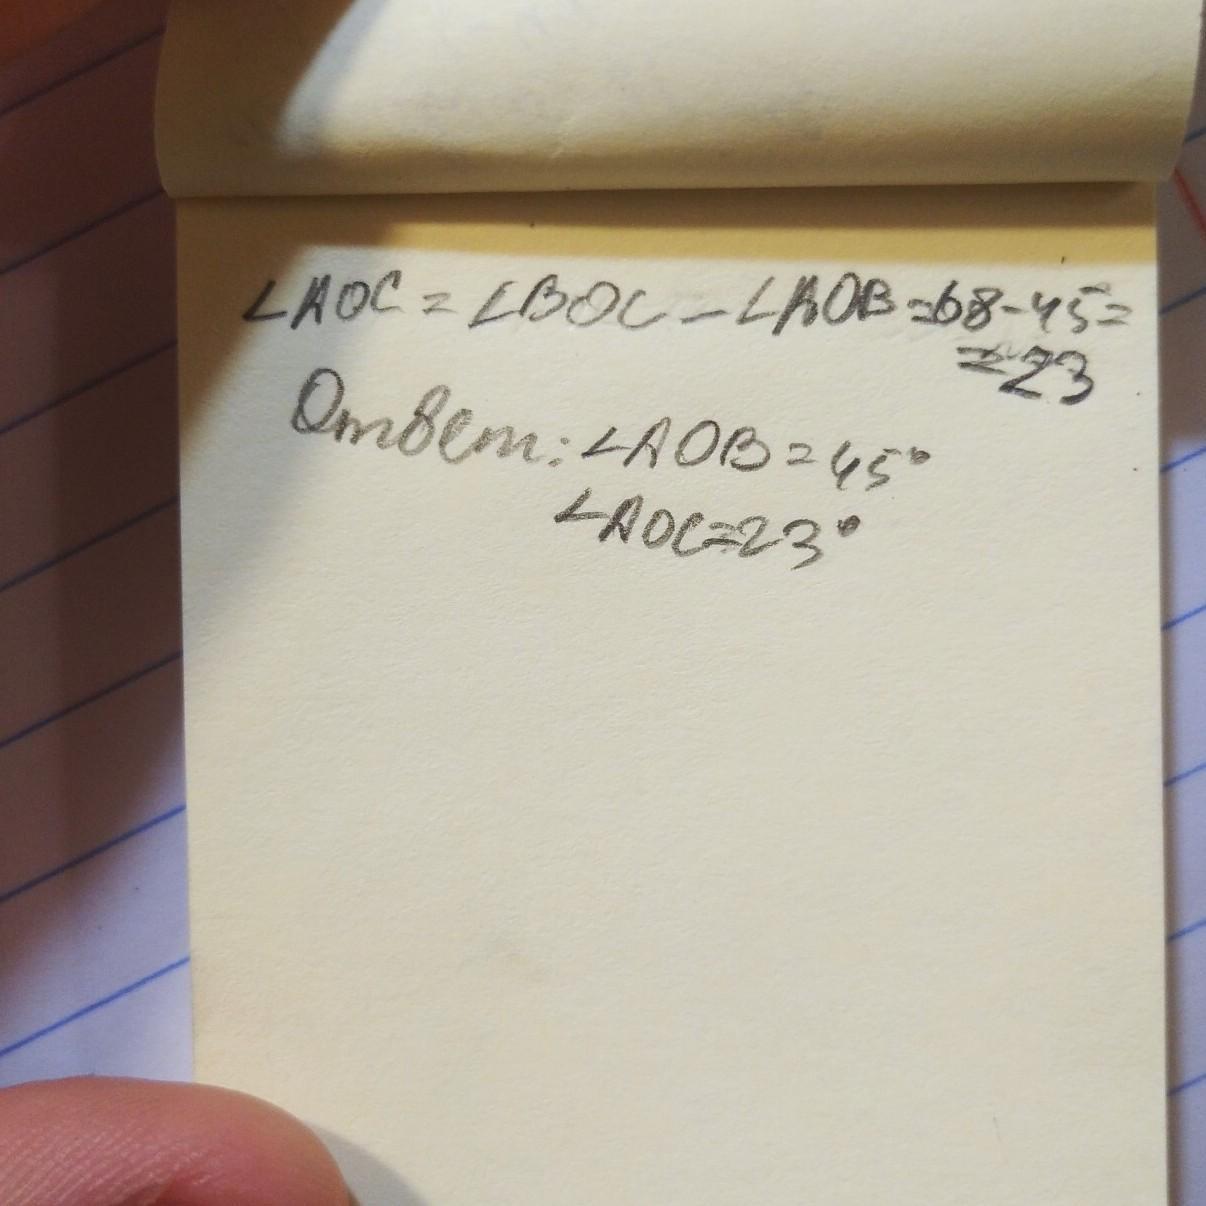 ∠AOC = ∠BOC - ∠AOB = 68 - 45 =
= 23
Ответ: ∠AOB = 45°
∠AOC = 23°